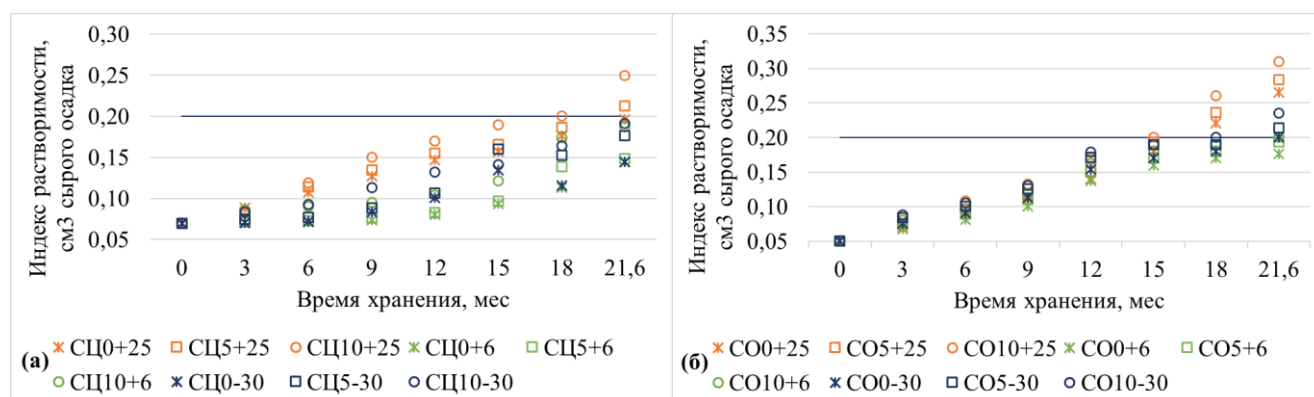 Индекс растворимости,
см3 сырого осадка
0,30
0,25
0,20
0,15
0,10
0,05
0 3 6 9 12 15 18 21,6
Время хранения, мес
(а)
СЦ0+25 СЦ5+25 СЦ10+25 СЦ0+6 СЦ5+6
СЦ10+6 СЦ0-30 СЦ5-30 СЦ10-30
Индекс растворимости,
см3 сырого осадка
0,35
0,30
0,25
0,20
0,15
0,10
0,05
0 3 6 9 12 15 18 21,6
Время хранения, мес
(б)
СО0+25 СО5+25 СО10+25 СО0+6 СО5+6
СО10+6 СО0-30 СО5-30 СО10-30